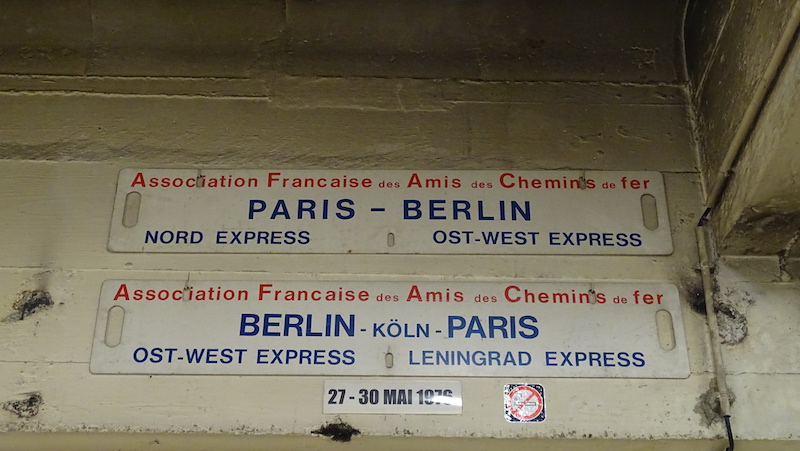 Association Francaise des Amis des Chemins de fer
PARIS - BERLIN
NORD EXPRESS OST-WEST EXPRESS
Association Francaise des Amis des Chemins de fer
BERLIN - KÖLN - PARIS
OST-WEST EXPRESS LENINGRAD EXPRESS
27 - 30 MAI 1976